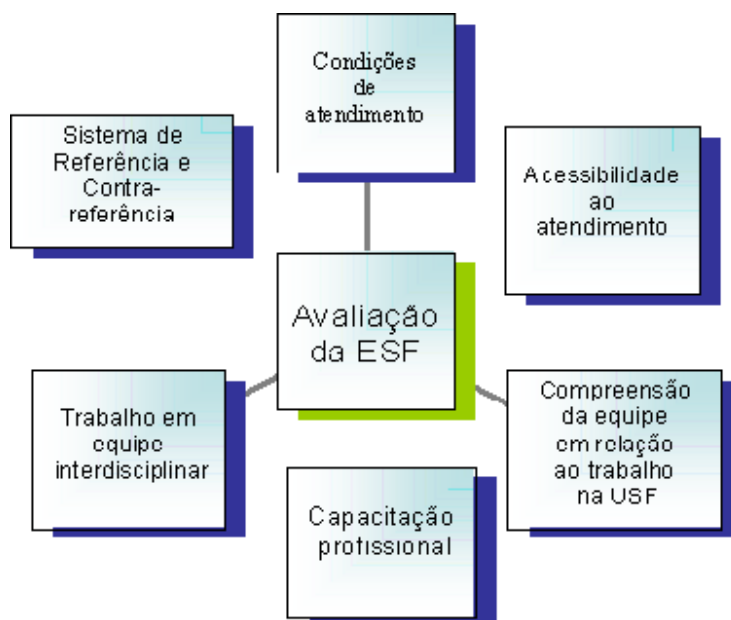 Condições
de
atendimento
Sistema de
Referência e
Contra-
referência
Acessibilidade
ao
atendimento
Avaliação
da ESF
Trabalho em
equipe
interdisciplinar
Compreensão
da equipe
em relação
ao trabalho
na USF
Capacitação
profissional